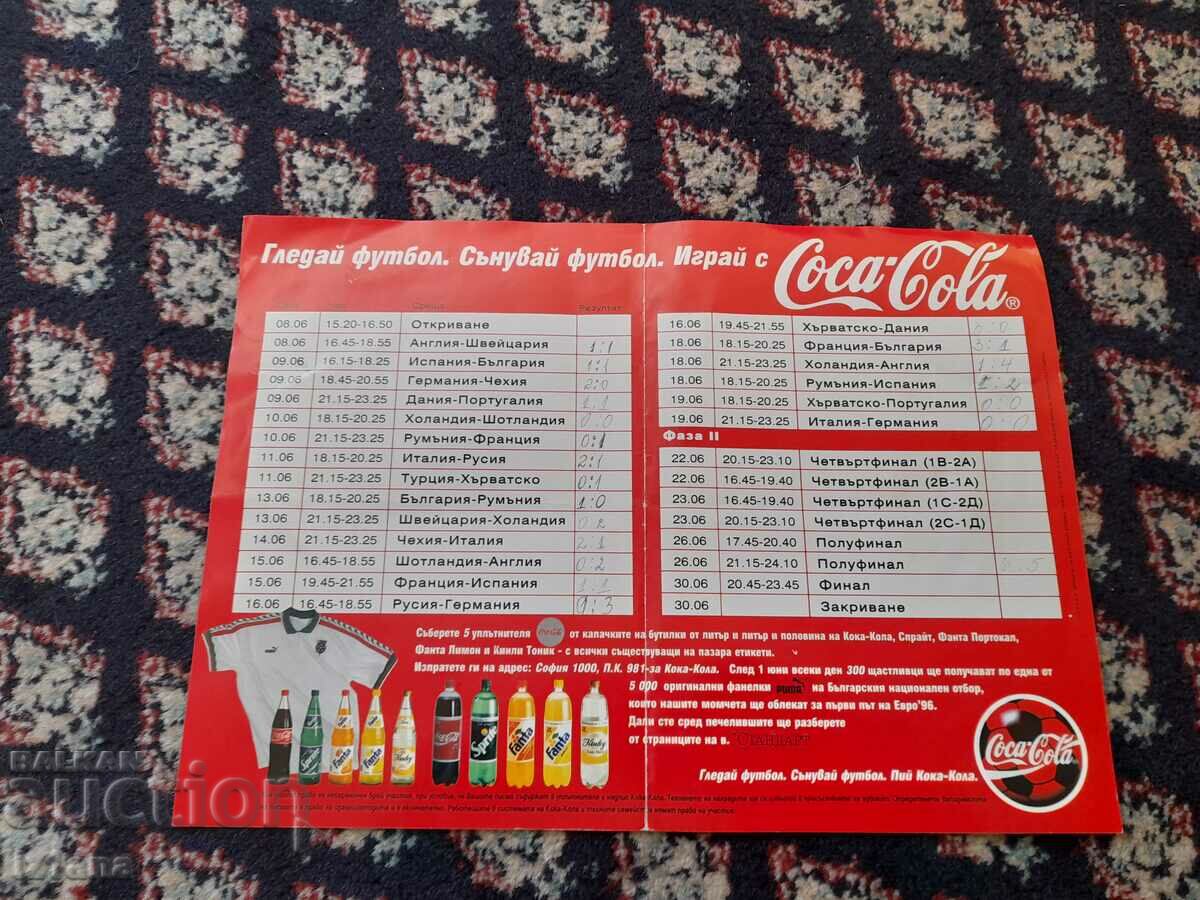 Гледай футбол. Сънувай футбол. Играй с Coca-Cola®
Среща Резултат
08.06 15.20-16.50 Откриване
08.06 16.45-18.55 Англия-Швейцария 1:1
09.06 16.15-18.25 Испания-България 1:1
09.06 18.45-20.55 Германия-Чехия 2:0
09.06 21.15-23.25 Дания-Португалия 1:1
10.06 18.15-20.25 Холандия-Шотландия 0:0
10.06 21.15-23.25 Румъния-Франция 0:1
11.06 18.15-20.25 Италия-Русия 2:1
11.06 21.15-23.25 Турция-Хърватско 0:1
13.06 18.15-20.25 България-Румъния 1:0
13.06 21.15-23.25 Швейцария-Холандия 0:2
14.06 21.15-23.25 Чехия-Италия 2:1
15.06 16.45-18.55 Шотландия-Англия 0:2
15.06 19.45-21.55 Франция-Испания 1:1
16.06 16.45-18.55 Русия-Германия
16.06 19.45-21.55 Хърватско-Дания
18.06 18.15-20.25 Франция-България 3:1
18.06 21.15-23.25 Холандия-Англия 1:4
18.06 18.15-20.25 Румъния-Испания 1:2
19.06 18.15-20.25 Хърватско-Португалия 0:0
19.06 21.15-23.25 Италия-Германия 0:0
Фаза II
22.06 20.15-23.10 Четвъртфинал (1В-2А)
22.06 16.45-19.40 Четвъртфинал (2В-1А)
23.06 16.45-19.40 Четвъртфинал (1С-2Д)
23.06 20.15-23.10 Четвъртфинал (2С-1Д)
26.06 17.45-20.40 Полуфинал
26.06 21.15-24.10 Полуфинал
30.06 20.45-23.45 Финал
30.06 Закриване
Съберете 5 уплътнителя от капачките на бутилки от литър и литър и половина на Кока-Кола, Спрайт, Фанта Портокал,
Фанта Лимон и Кинли Тоник - с всички съществуващи на пазара етикети.
Изпратете ги на адрес: София 1000, П.К. 981-за Кока-Кола. След 1 юни всеки ден 300 щастливци ще получават по една от
5 000 оригинални фанелки PUMA на Българския национален отбор,
които нашите момчета ще облекат за първи път на Евро'96.
Дали сте сред печелившите ще разберете
от страниците на в. Стандарт
Coca-Cola
Sprite
Fanta
Fanta
Kinley
Гледай футбол. Сънувай футбол. Пий Кока-Кола.
BALKAN
auction